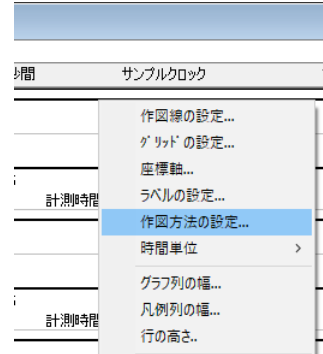 秒間 サンプルクロック
作図線の設定...
ｸﾞﾘｯﾄﾞの設定...
座標軸...
ﾗﾍﾞﾙの設定...
計測時間
作図方法の設定...
時間単位 >
ｸﾞﾗﾌ列の幅...
凡例列の幅...
計測時間
行の高さ..